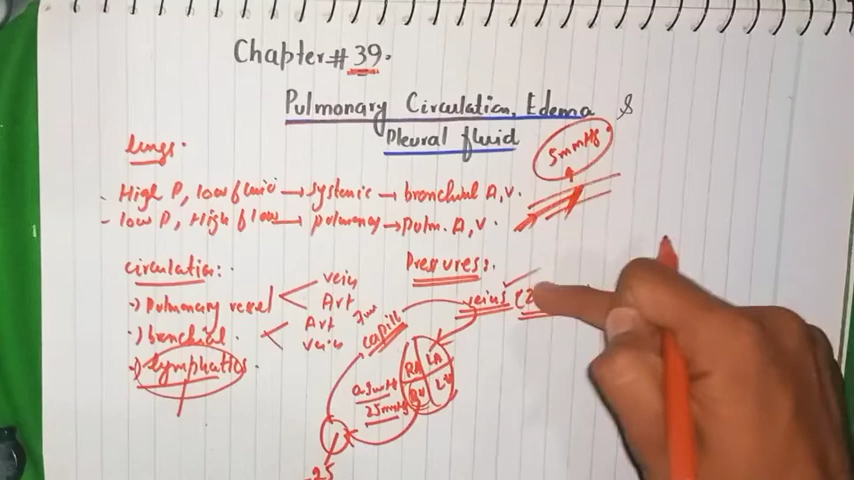 Chapter# 39.
Pulmonary Circulation, Edema &
Pleural fluid
5mmHg.
lungs.
High P, low flow → systemic → bronchial A, V.
- low P, High flow → pulmonary → Pulm. A, V.
circulation:
Pressures:
·) Pulmonary vessel
vein
Art
·) bronchial.
Art
vein
·) lymphatics.
capill
veins (2
RA
LA
RV
LV
25mmHg
25